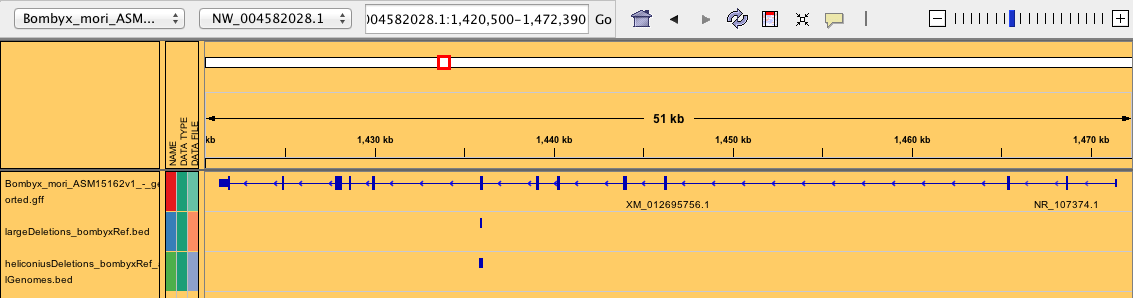 Bombyx_mori_ASM...
NW_004582028.1
004582028.1:1,420,500-1,472,390
Go
51 kb
kb
1,430 kb
1,440 kb
1,450 kb
1,460 kb
1,470 kb
NAME
DATA TYPE
DATA FILE
Bombyx_mori_ASM15162v1_-_ge
orted.gff
XM_012695756.1
NR_107374.1
largeDeletions_bombyxRef.bed
heliconiusDeletions_bombyxRef_
lGenomes.bed